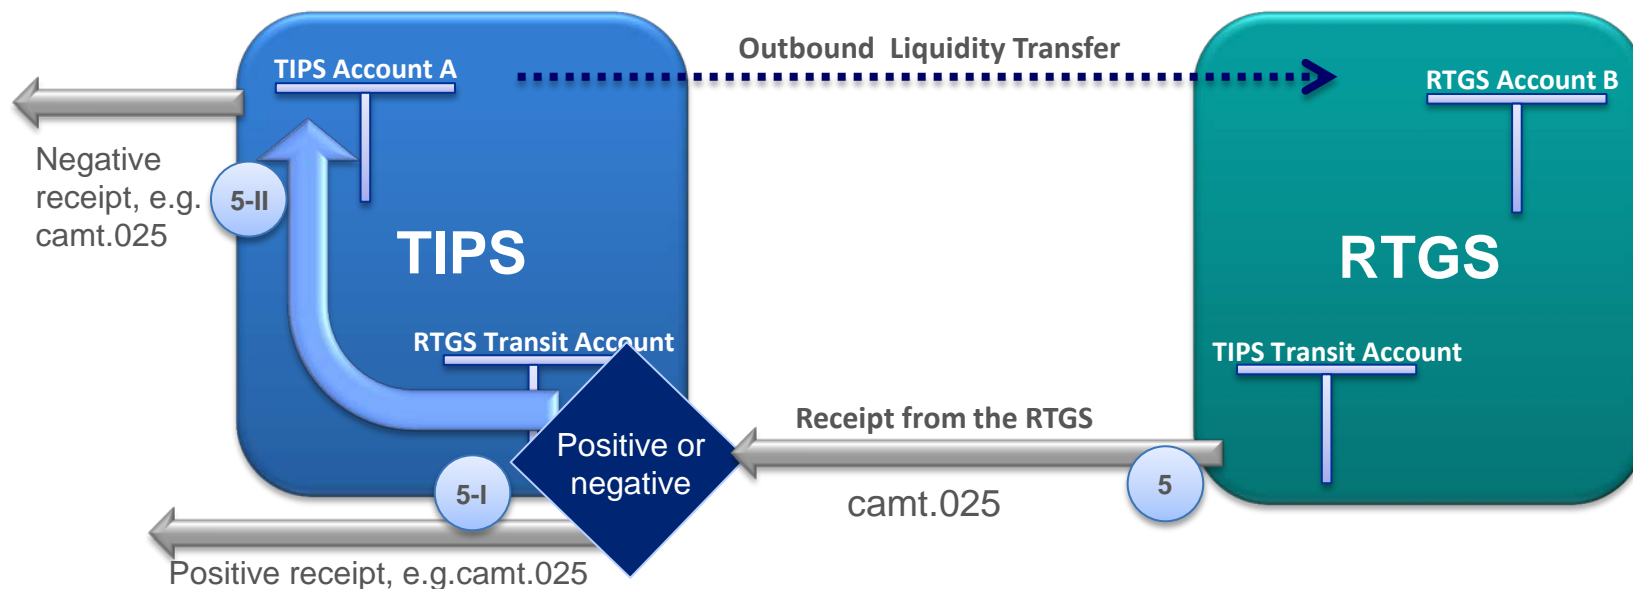 Outbound Liquidity Transfer
TIPS Account A
RTGS Account B
Negative
receipt, e.g.
camt.025
5-II
TIPS
RTGS
RTGS Transit Account
TIPS Transit Account
Receipt from the RTGS
Positive or
negative
5-I
5
camt.025
Positive receipt, e.g.camt.025